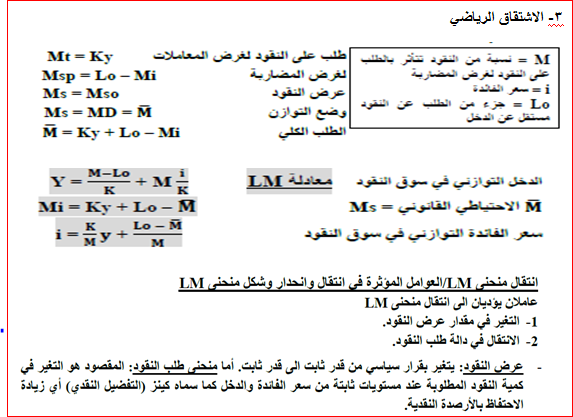 ٣- الاشتقاق الرياضي
Mt = Ky طلب على النقود لغرض المعاملات
Msp = Lo – Mi لغرض المضاربة
Ms = Mso عرض النقود
Ms = MD = M̅ وضع التوازن
M̅ = Ky + Lo – Mi الطلب الكلي
M = نسبة من النقود تتأثر بالطلب
على النقود لغرض المضاربة
i = سعر الفائدة
Lo = جزء من الطلب عن النقود
مستقل عن الدخل
الدخل التوازني في سوق النقود معادلة LM Y = (M–Lo)/K + M i/K
M̅ الاحتياطي القانوني = Ms Mi = Ky + Lo – M̅
سعر الفائدة التوازني في سوق النقود i = K/M y + (Lo – M̅)/M
انتقال منحنى LM/العوامل المؤثرة في انتقال وانحدار وشكل منحنى LM
عاملان يؤديان الى انتقال منحنى LM
1- التغير في مقدار عرض النقود.
2- الانتقال في دالة طلب النقود.
- عرض النقود: يتغير بقرار سياسي من قدر ثابت الى قدر ثابت. أما منحنى طلب النقود: المقصود هو التغير في
كمية النقود المطلوبة عند مستويات ثابتة من سعر الفائدة والدخل كما سماه كينز (التفضيل النقدي) أي زيادة
الاحتفاظ بالأرصدة النقدية.